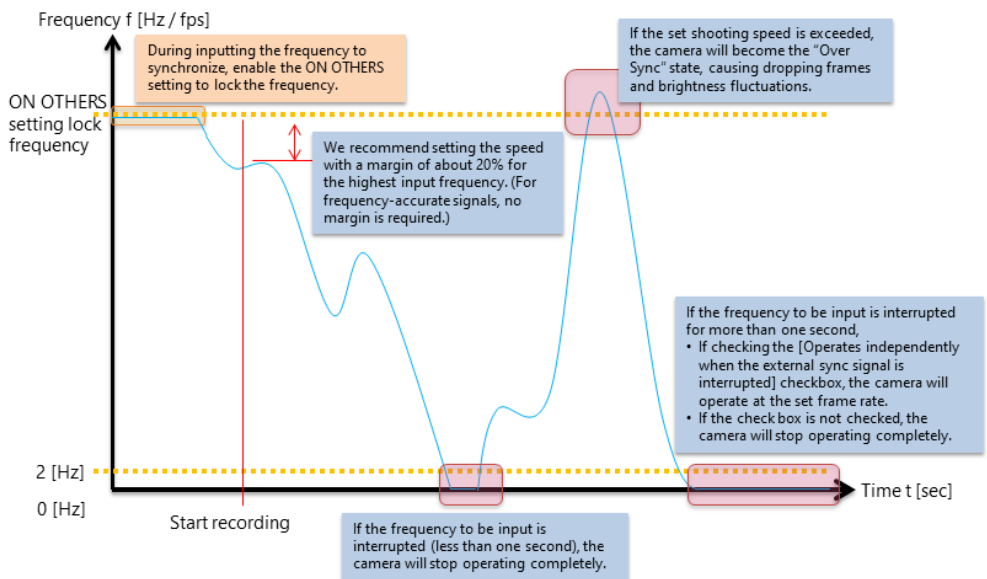 Frequency f [Hz / fps]
During inputting the frequency to
synchronize, enable the ON OTHERS
setting to lock the frequency.
If the set shooting speed is exceeded,
the camera will become the “Over
Sync” state, causing dropping frames
and brightness fluctuations.
ON OTHERS
setting lock
frequency
We recommend setting the speed
with a margin of about 20% for
the highest input frequency. (For
frequency-accurate signals, no
margin is required.)
If the frequency to be input is interrupted
for more than one second,
• If checking the [Operates independently
when the external sync signal is
interrupted] checkbox, the camera will
operate at the set frame rate.
• If the check box is not checked, the
camera will stop operating completely.
2 [Hz]
0 [Hz]
Time t [sec]
Start recording
If the frequency to be input is
interrupted (less than one second), the
camera will stop operating completely.